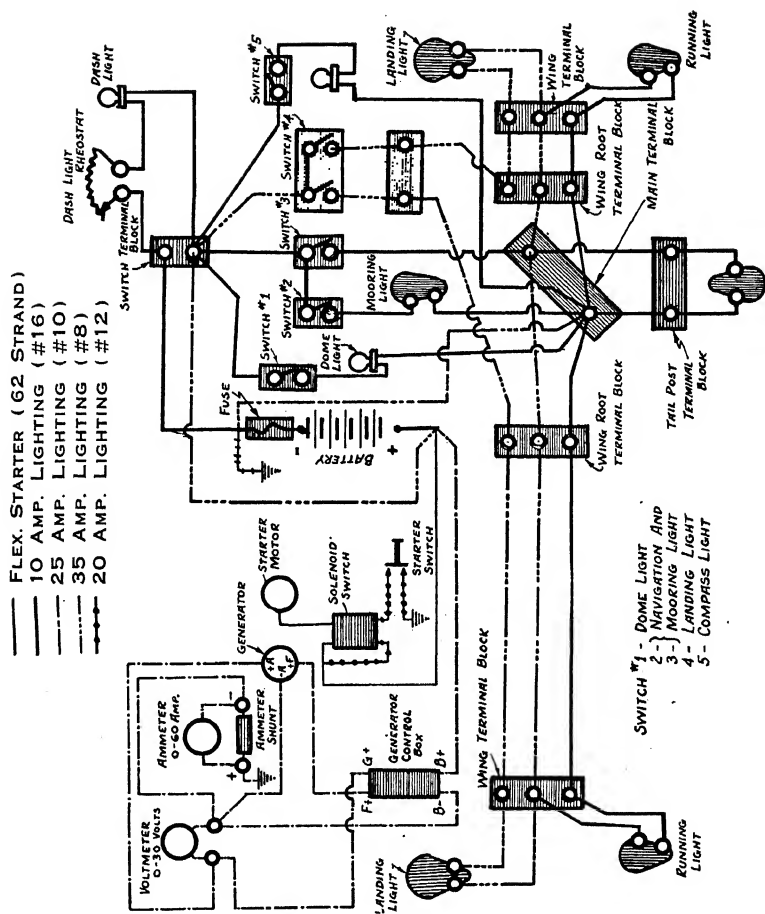 FLEX. STARTER (62 STRAND)
10 AMP. LIGHTING (#16)
25 AMP. LIGHTING (#10)
35 AMP. LIGHTING (#8)
20 AMP. LIGHTING (#12)
DASH LIGHT
RHEOSTAT
DASH
LIGHT
SWITCH TERMINAL
BLOCK
SWITCH
#5
SWITCH #4
SWITCH
#3
SWITCH
#2
SWITCH #1
LANDING
LIGHT
WING
TERMINAL
BLOCK
RUNNING
LIGHT
WING ROOT
TERMINAL BLOCK
MAIN TERMINAL
BLOCK
MOORING
LIGHT
DOME
LIGHT
FUSE
-
BATTERY
+
WING ROOT
TERMINAL BLOCK
TAIL POST
TERMINAL
BLOCK
GENERATOR
+A
-A
+F
STARTER
MOTOR
SOLENOID
SWITCH
STARTER
SWITCH
AMMETER
0-60 AMP.
-
+
AMMETER
SHUNT
VOLTMETER
0-30 VOLTS
G+
F+
GENERATOR
CONTROL
BOX
B+
B-
WING TERMINAL BLOCK
LANDING
LIGHT
RUNNING
LIGHT
SWITCH #1 - DOME LIGHT
2-} NAVIGATION AND
3-} MOORING LIGHT
4 - LANDING LIGHT
5 - COMPASS LIGHT